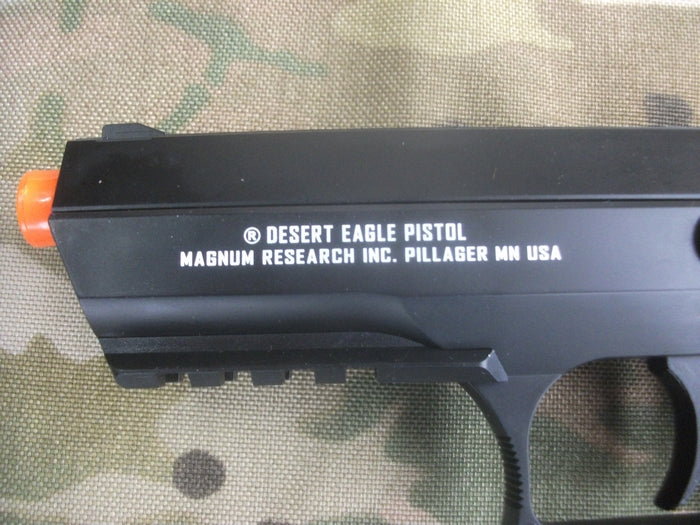 ® DESERT EAGLE PISTOL
MAGNUM RESEARCH INC. PILLAGER MN USA